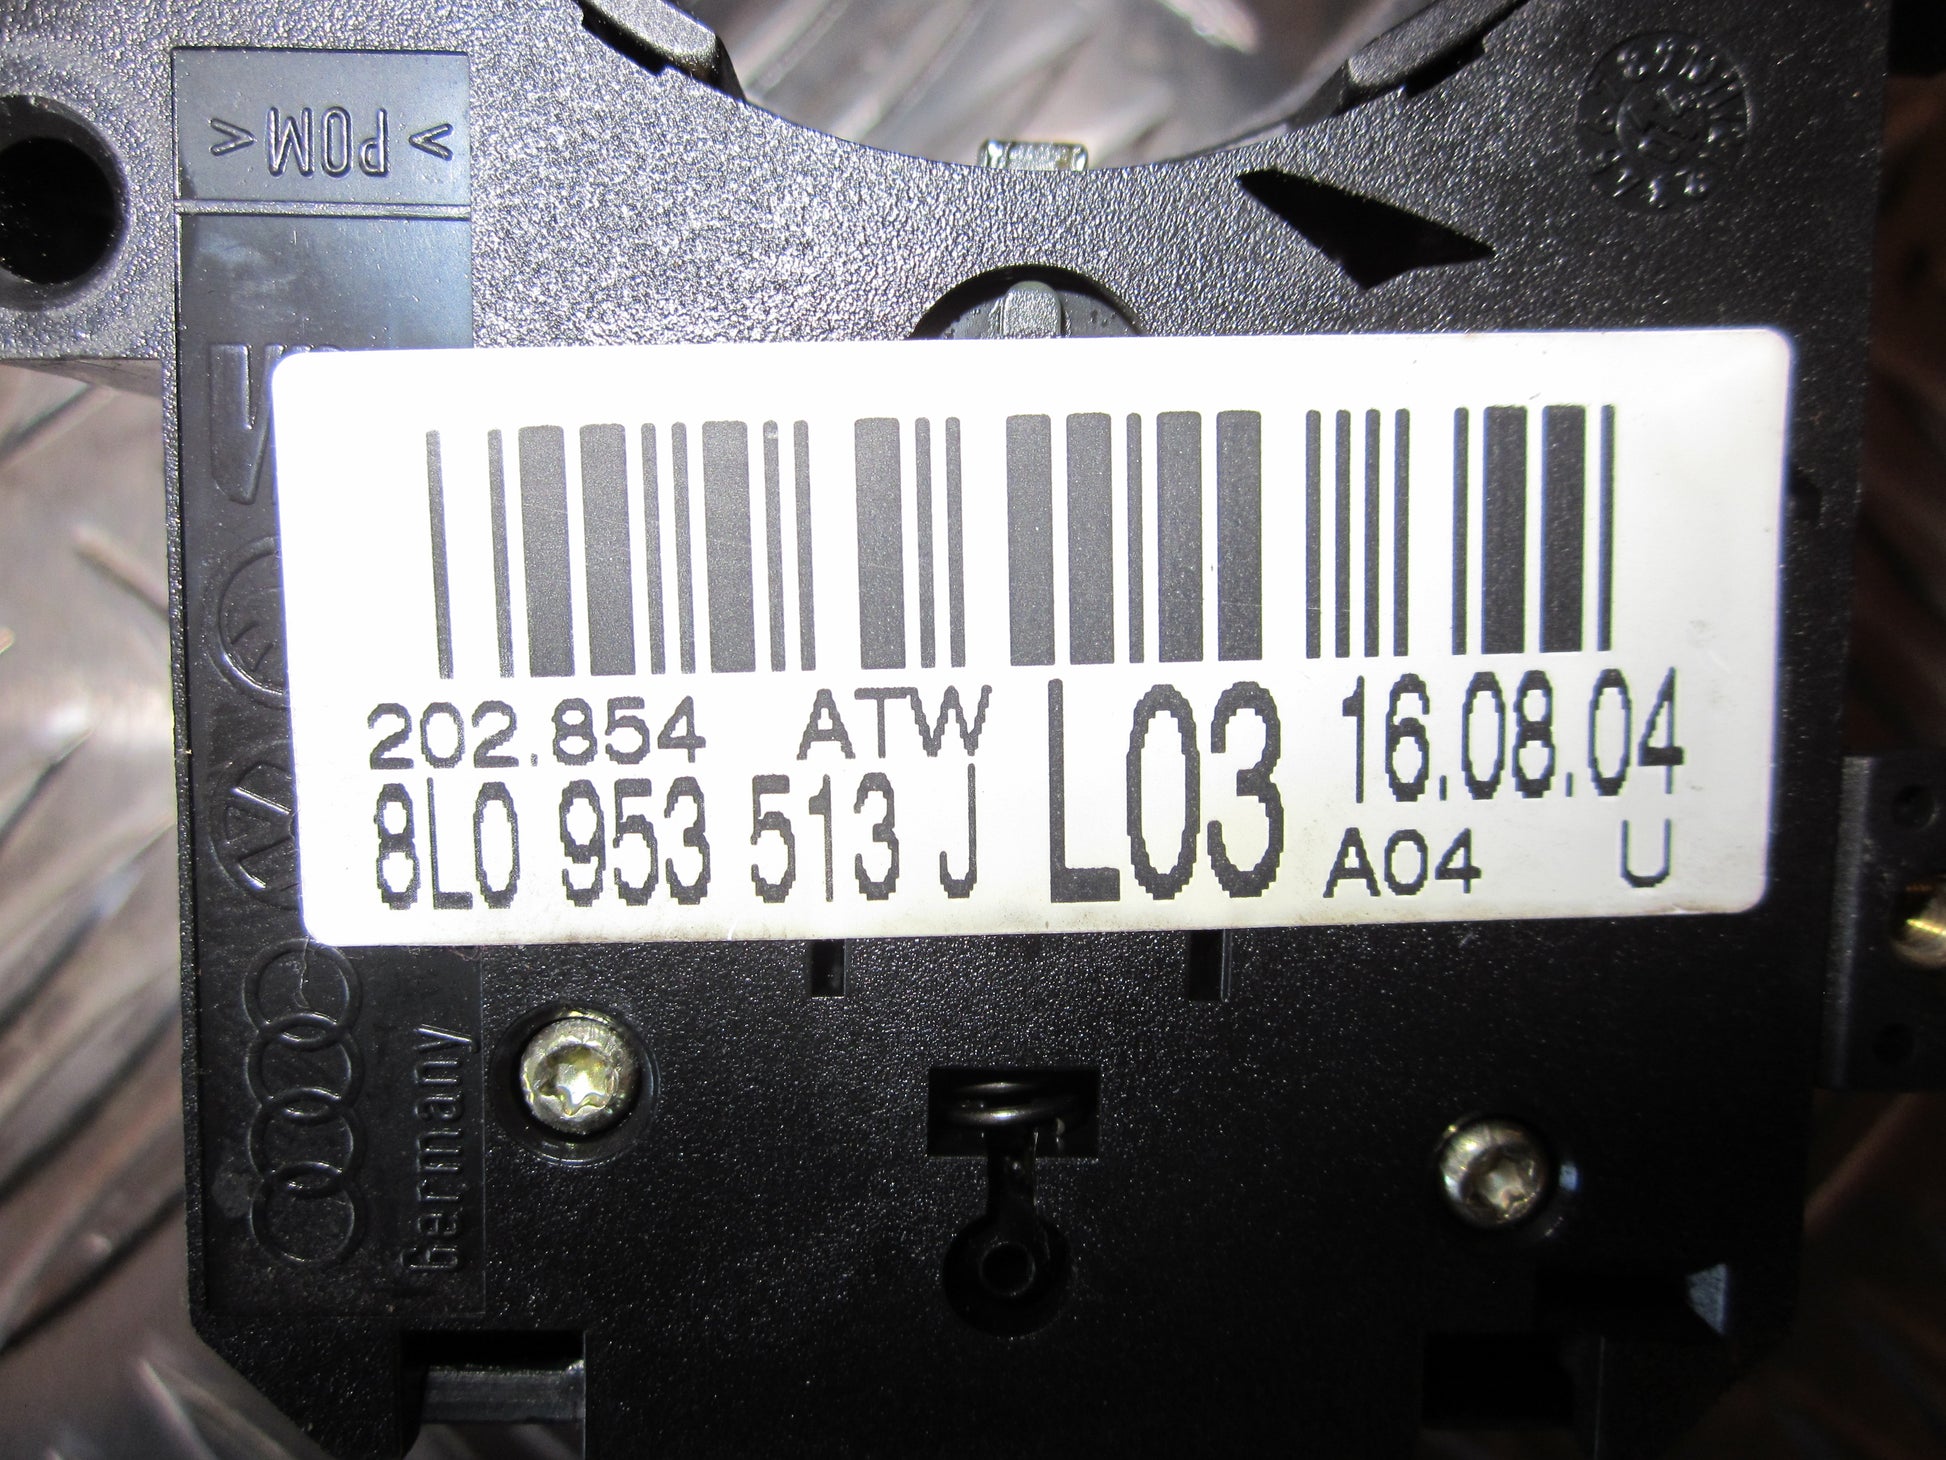 >POM<
202.854 ATW
8L0 953 513 J
L03
16.08.04
A04 U
Germany